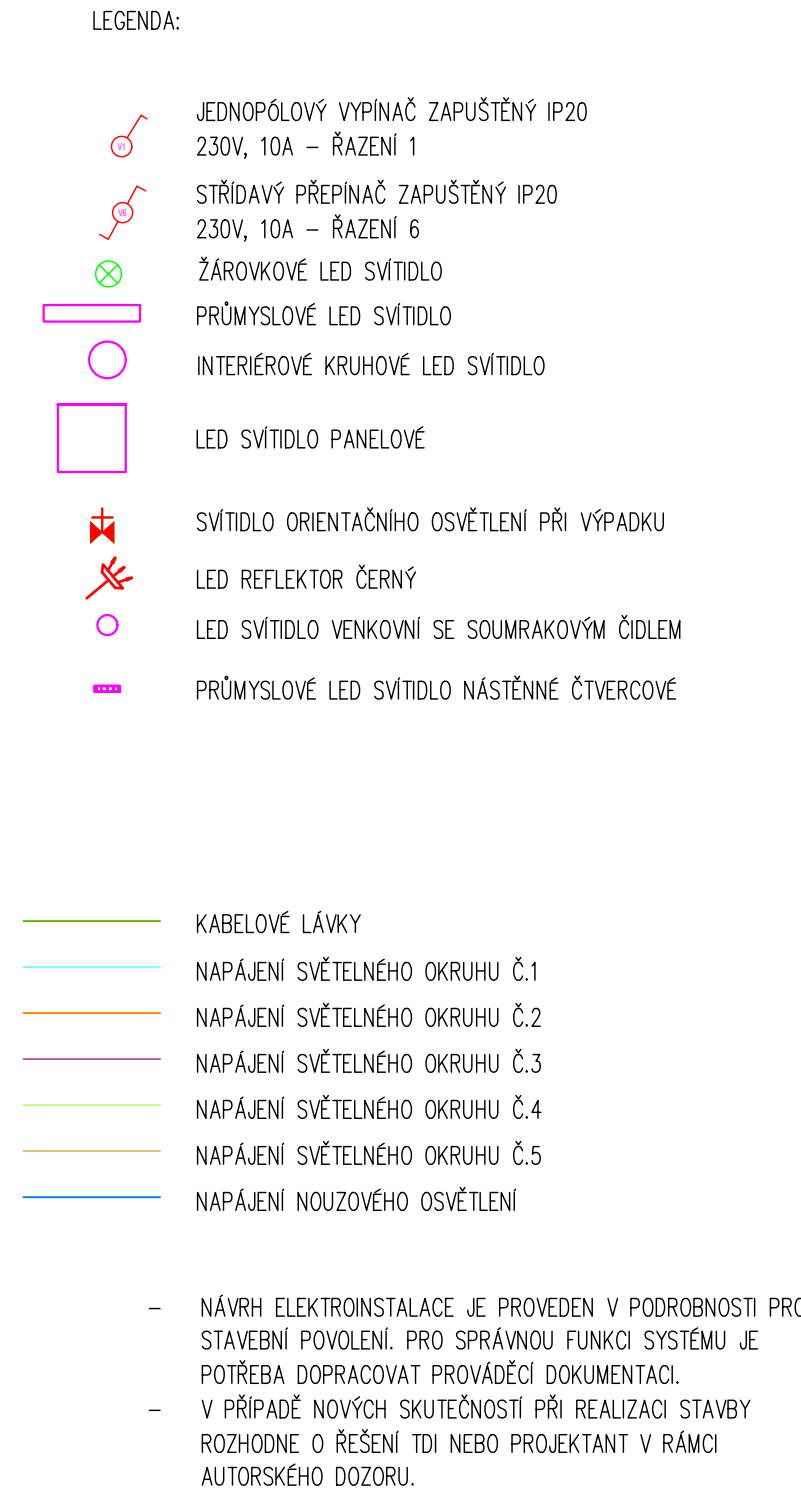 LEGENDA:
V1
JEDNOPÓLOVÝ VYPÍNAČ ZAPUŠTĚNÝ IP20
230V, 10A – ŘAZENÍ 1
V6
STŘÍDAVÝ PŘEPÍNAČ ZAPUŠTĚNÝ IP20
230V, 10A – ŘAZENÍ 6
ŽÁROVKOVÉ LED SVÍTIDLO
PRŮMYSLOVÉ LED SVÍTIDLO
INTERIÉROVÉ KRUHOVÉ LED SVÍTIDLO
LED SVÍTIDLO PANELOVÉ
SVÍTIDLO ORIENTAČNÍHO OSVĚTLENÍ PŘI VÝPADKU
LED REFLEKTOR ČERNÝ
LED SVÍTIDLO VENKOVNÍ SE SOUMRAKOVÝM ČIDLEM
PRŮMYSLOVÉ LED SVÍTIDLO NÁSTĚNNÉ ČTVERCOVÉ
KABELOVÉ LÁVKY
NAPÁJENÍ SVĚTELNÉHO OKRUHU Č.1
NAPÁJENÍ SVĚTELNÉHO OKRUHU Č.2
NAPÁJENÍ SVĚTELNÉHO OKRUHU Č.3
NAPÁJENÍ SVĚTELNÉHO OKRUHU Č.4
NAPÁJENÍ SVĚTELNÉHO OKRUHU Č.5
NAPÁJENÍ NOUZOVÉHO OSVĚTLENÍ
– NÁVRH ELEKTROINSTALACE JE PROVEDEN V PODROBNOSTI PRO
STAVEBNÍ POVOLENÍ. PRO SPRÁVNOU FUNKCI SYSTÉMU JE
POTŘEBA DOPRACOVAT PROVÁDĚCÍ DOKUMENTACI.
– V PŘÍPADĚ NOVÝCH SKUTEČNOSTÍ PŘI REALIZACI STAVBY
ROZHODNE O ŘEŠENÍ TDI NEBO PROJEKTANT V RÁMCI
AUTORSKÉHO DOZORU.